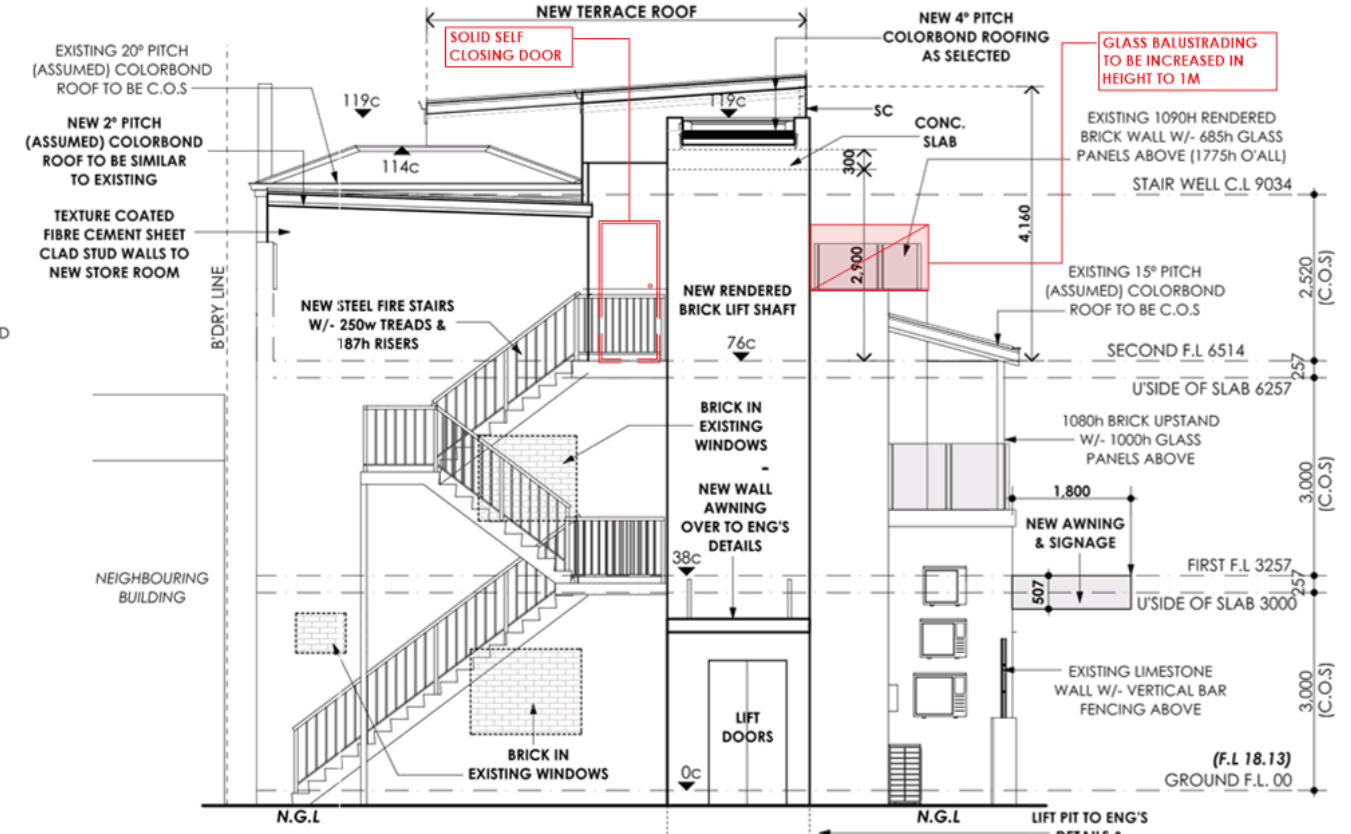 NEW TERRACE ROOF
SOLID SELF
CLOSING DOOR
NEW 4° PITCH
COLORBOND ROOFING
AS SELECTED
GLASS BALUSTRADING
TO BE INCREASED IN
HEIGHT TO 1M
EXISTING 20° PITCH
(ASSUMED) COLORBOND
ROOF TO BE C.O.S
119c
119c
SC
NEW 2° PITCH
(ASSUMED) COLORBOND
ROOF TO BE SIMILAR
TO EXISTING
114c
CONC.
SLAB
300
EXISTING 1090H RENDERED
BRICK WALL W/- 685h GLASS
PANELS ABOVE (1775h O'ALL)
STAIR WELL C.L 9034
TEXTURE COATED
FIBRE CEMENT SHEET
CLAD STUD WALLS TO
NEW STORE ROOM
4,160
2,900
2,520
(C.O.S)
B'DRY LINE
NEW STEEL FIRE STAIRS
W/- 250w TREADS &
187h RISERS
NEW RENDERED
BRICK LIFT SHAFT
EXISTING 15° PITCH
(ASSUMED) COLORBOND
ROOF TO BE C.O.S
D
76c
SECOND F.L 6514
257
U'SIDE OF SLAB 6257
BRICK IN
EXISTING
WINDOWS
1080h BRICK UPSTAND
W/- 1000h GLASS
PANELS ABOVE
3.000
(C.O.S)
-
NEW WALL
AWNING
OVER TO ENG'S
DETAILS
1,800
NEW AWNING
& SIGNAGE
38c
FIRST F.L 3257
257
507
U'SIDE OF SLAB 3000
NEIGHBOURING
BUILDING
EXISTING LIMESTONE
WALL W/- VERTICAL BAR
FENCING ABOVE
3.000
(C.O.S)
LIFT
DOORS
BRICK IN
EXISTING WINDOWS
0c
(F.L 18.13)
GROUND F.L. 00
N.G.L
N.G.L
LIFT PIT TO ENG'S
DETAILS &